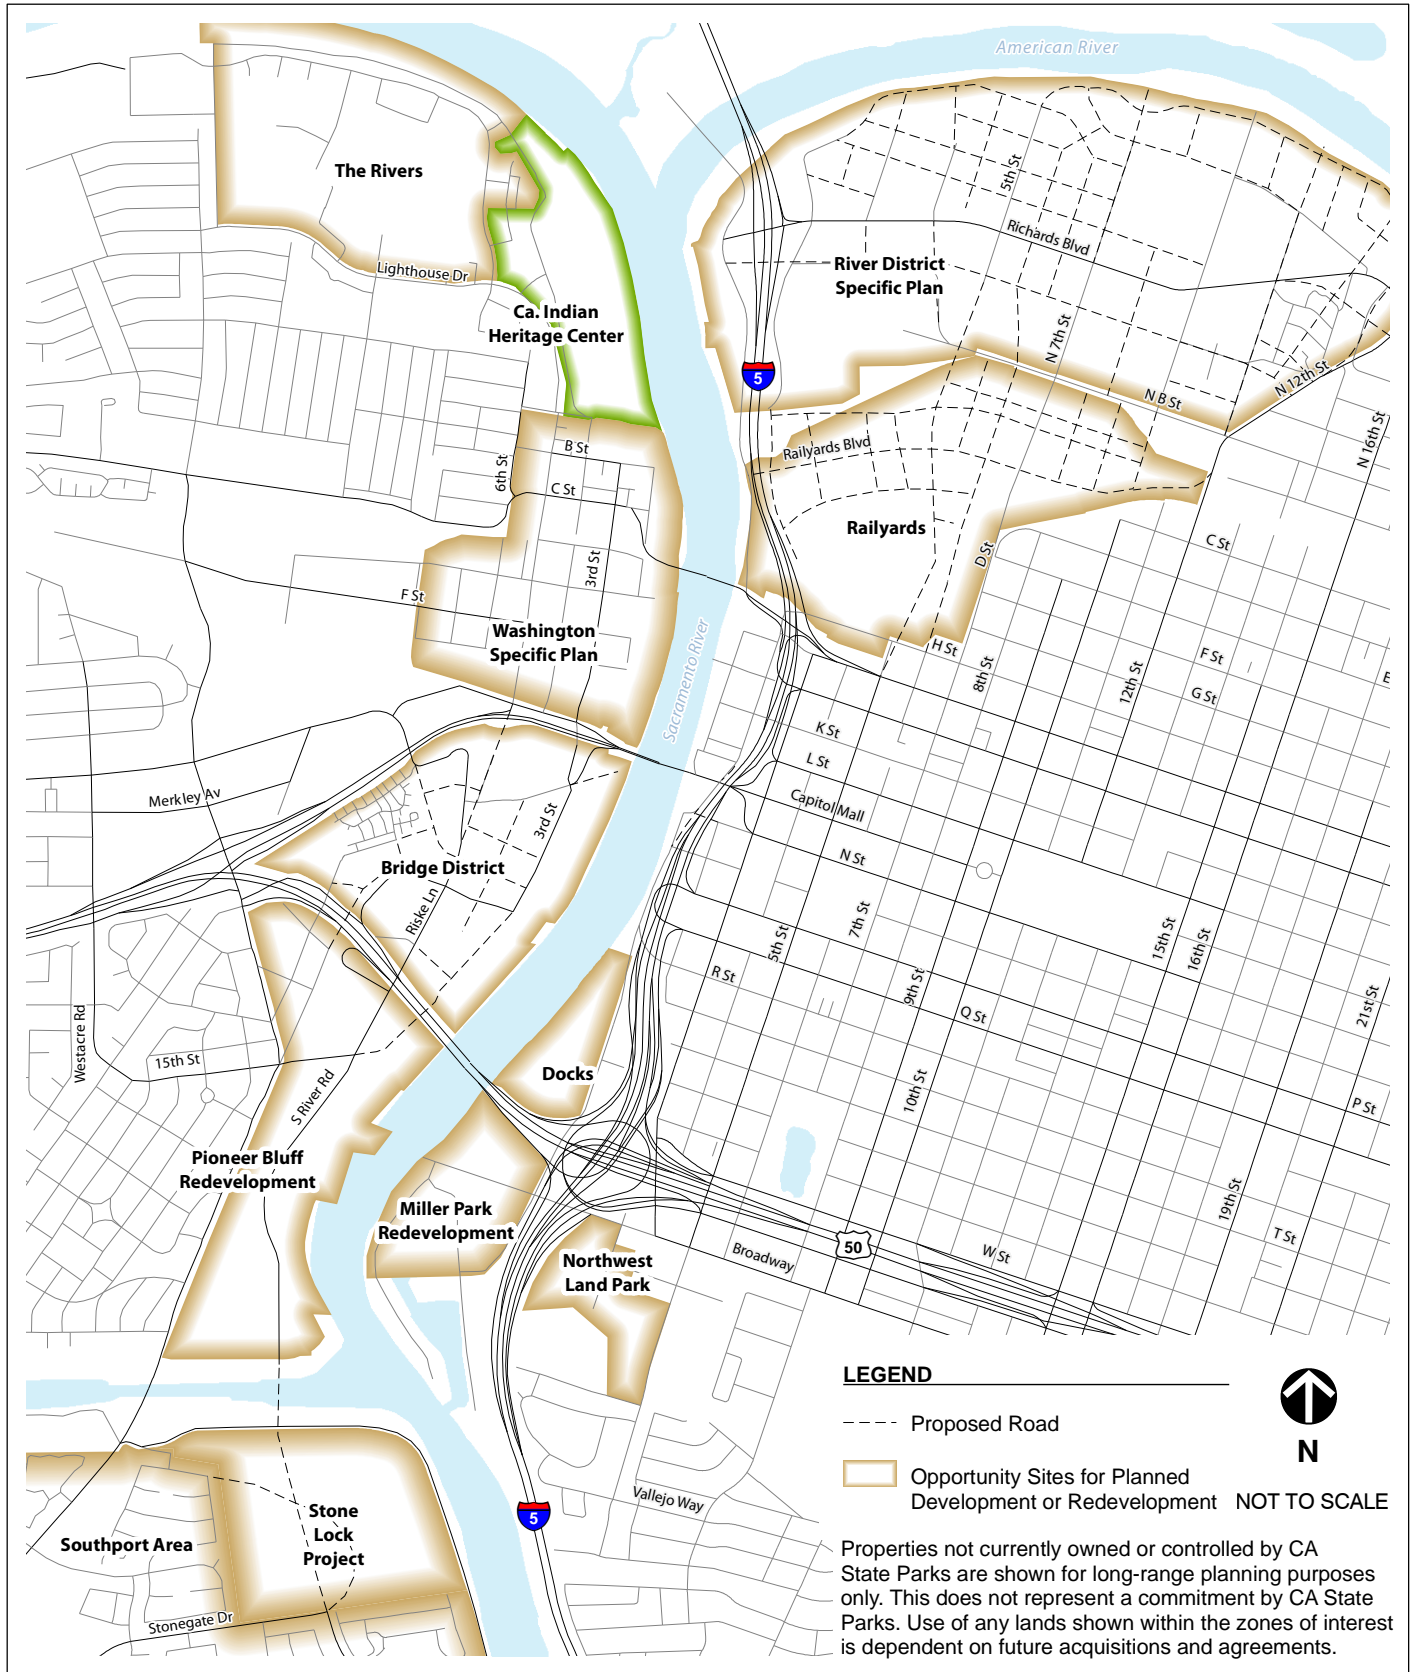 American River
The Rivers
5th St
Richards Blvd
River District
Specific Plan
Lighthouse Dr
Ca. Indian
Heritage Center
N 7th St
5
N 12th St
N B St
N 16th St
B St
Railyards Blvd
6th St
C St
Railyards
C St
D St
3rd St
F St
Washington
Specific Plan
H St
F St
8th St
12th St
G St
E
Sacramento River
K St
L St
Merkley Av
Capitol Mall
3rd St
N St
Bridge District
Riske Ln
7th St
5th St
15th St
16th St
R St
9th St
21st St
Q St
Westacre Rd
15th St
Docks
S River Rd
10th St
P St
Pioneer Bluff
Redevelopment
Miller Park
Redevelopment
19th St
T St
50
W St
Broadway
Northwest
Land Park
LEGEND
Proposed Road
N
Opportunity Sites for Planned
Development or Redevelopment
NOT TO SCALE
Vallejo Way
5
Stone
Lock
Project
Southport Area
Stonegate Dr
Properties not currently owned or controlled by CA
State Parks are shown for long-range planning purposes
only. This does not represent a commitment by CA State
Parks. Use of any lands shown within the zones of interest
is dependent on future acquisitions and agreements.